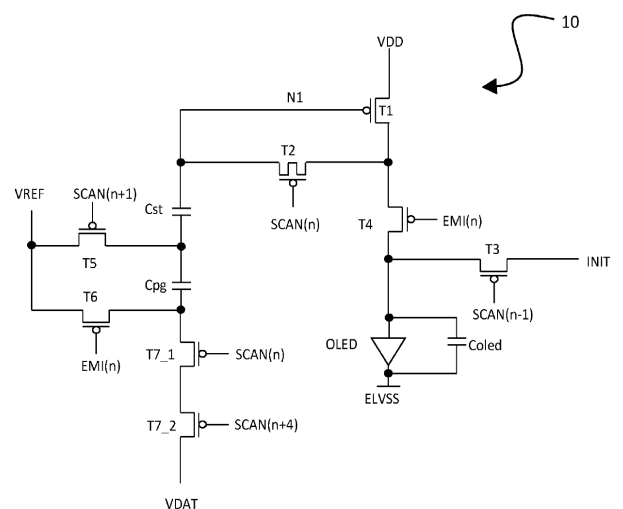 10
VDD
N1
T1
T2
SCAN(n+1)
VREF
Cst
SCAN(n)
T4
EMI(n)
T5
T3
INIT
T6
Cpg
SCAN(n-1)
EMI(n)
T7_1
SCAN(n)
OLED
Coled
ELVSS
T7_2
SCAN(n+4)
VDAT